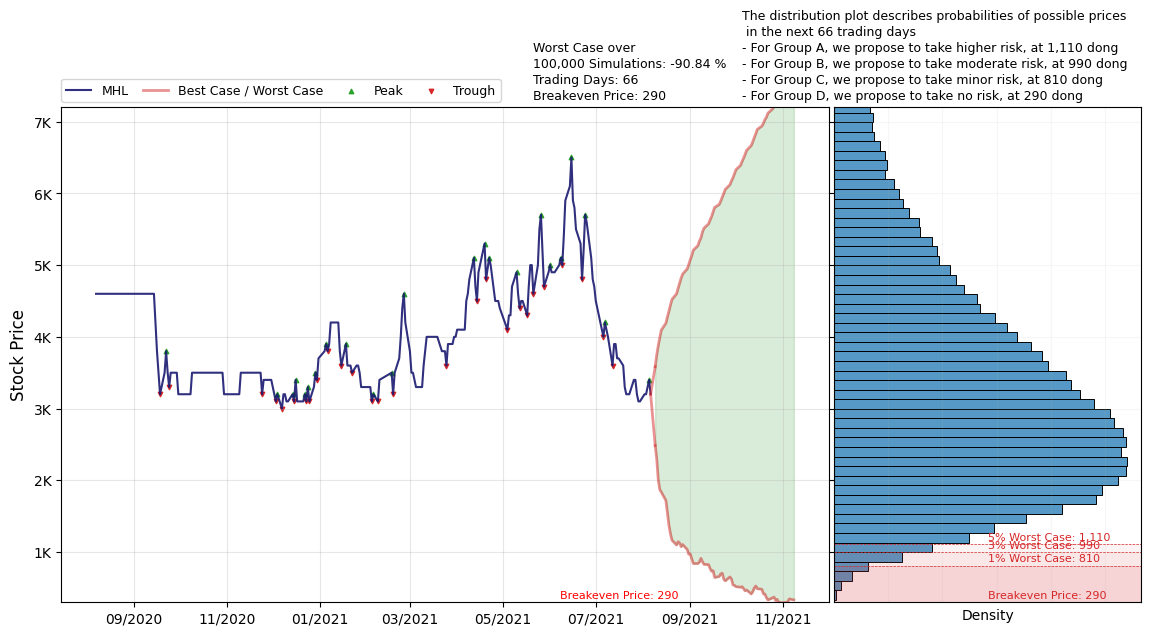 The distribution plot describes probabilities of possible prices
in the next 66 trading days
Worst Case over
- For Group A, we propose to take higher risk, at 1,110 dong
100,000 Simulations: -90.84 %
- For Group B, we propose to take moderate risk, at 990 dong
Trading Days: 66
- For Group C, we propose to take minor risk, at 810 dong
Breakeven Price: 290
- For Group D, we propose to take no risk, at 290 dong
MHL
Best Case / Worst Case
Peak
Trough
7K
6K
5K
4K
3K
2K
1K
Stock Price
5% Worst Case: 1,110
3% Worst Case: 990
1% Worst Case: 810
Breakeven Price: 290
Breakeven Price: 290
09/2020
11/2020
01/2021
03/2021
05/2021
07/2021
09/2021
11/2021
Density